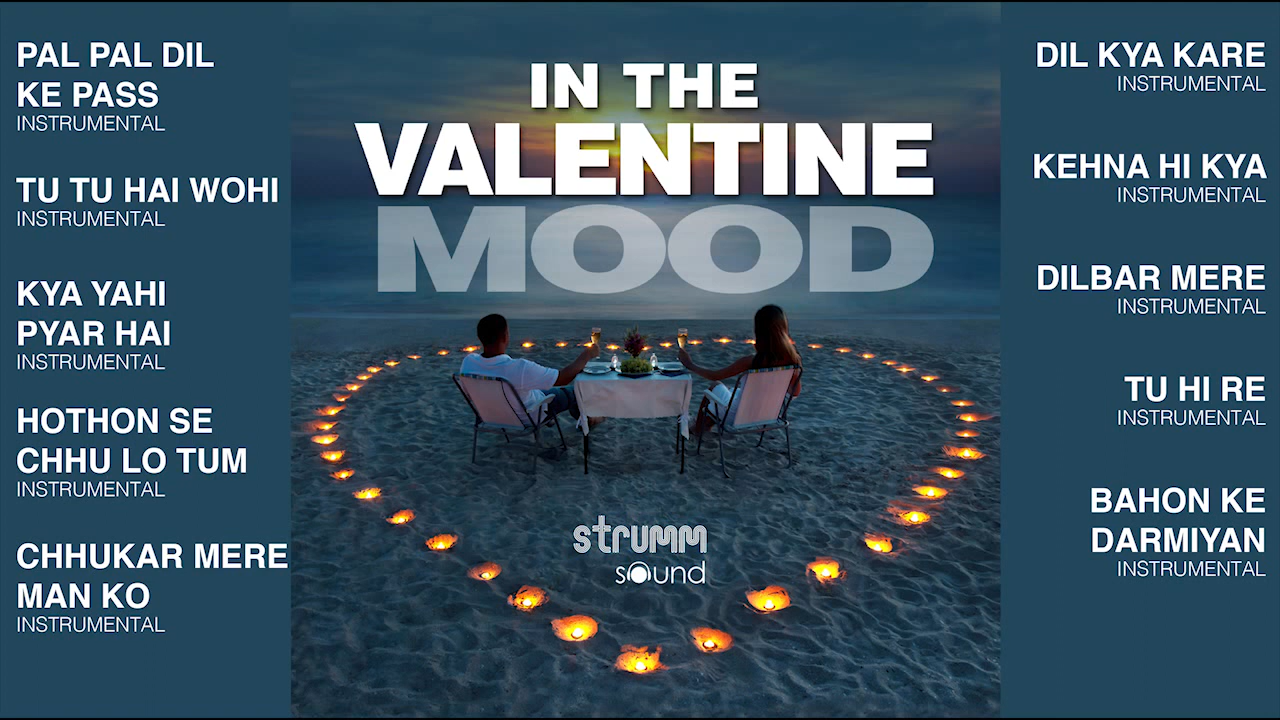 PAL PAL DIL
KE PASS
INSTRUMENTAL
TU TU HAI WOHI
INSTRUMENTAL
KYA YAHI
PYAR HAI
INSTRUMENTAL
HOTHON SE
CHHU LO TUM
INSTRUMENTAL
CHHUKAR MERE
MAN KO
INSTRUMENTAL
IN THE
VALENTINE
MOOD
strumm
sound
DIL KYA KARE
INSTRUMENTAL
KEHNA HI KYA
INSTRUMENTAL
DILBAR MERE
INSTRUMENTAL
TU HI RE
INSTRUMENTAL
BAHON KE
DARMIYAN
INSTRUMENTAL